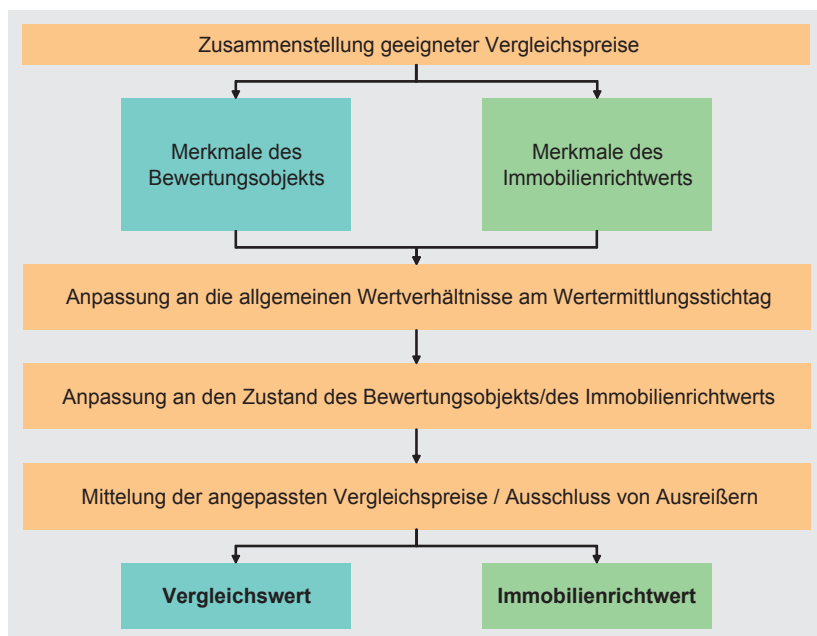 Zusammenstellung geeigneter Vergleichspreise
Merkmale des
Bewertungsobjekts
Merkmale des
Immobilienrichtwerts
Anpassung an die allgemeinen Wertverhältnisse am Wertermittlungsstichtag
Anpassung an den Zustand des Bewertungsobjekts/des Immobilienrichtwerts
Mittelung der angepassten Vergleichspreise / Ausschluss von Ausreißern
Vergleichswert
Immobilienrichtwert